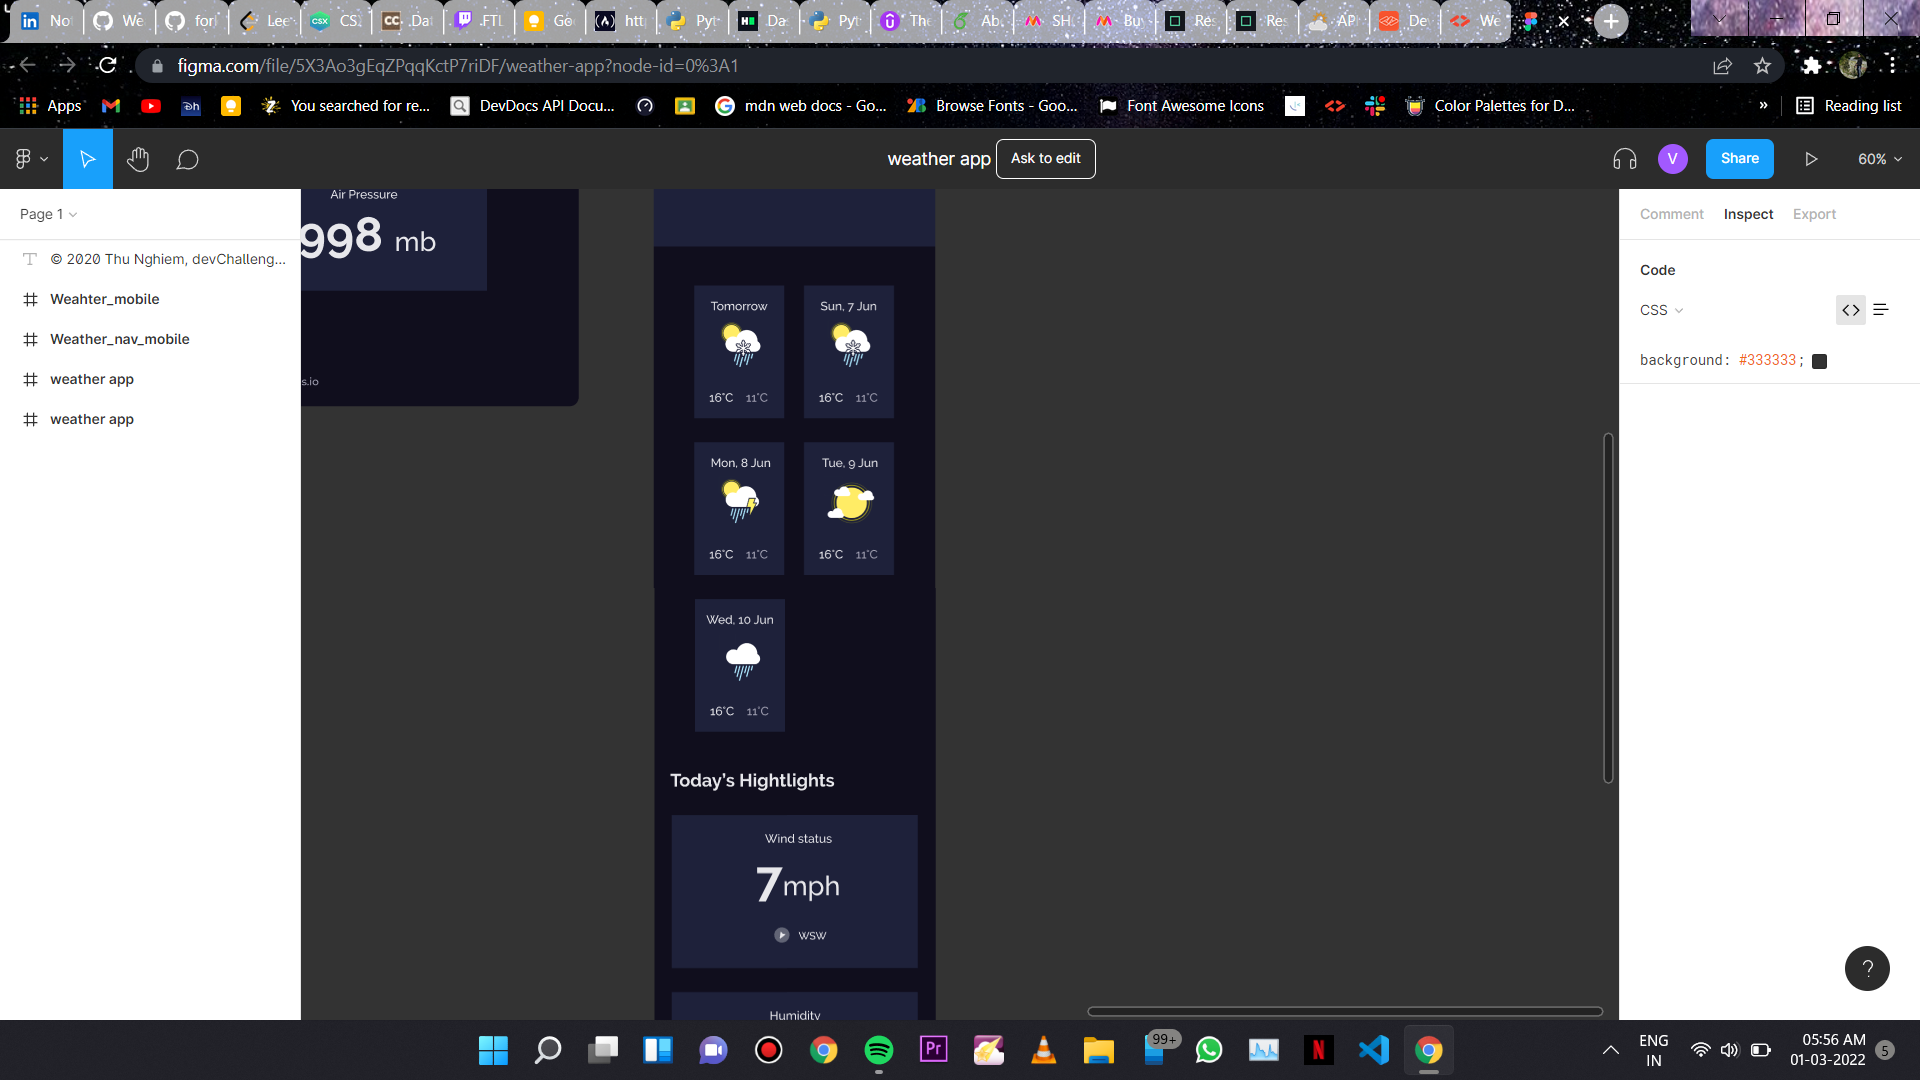 No
We
for
Lee
CS
.Da
.FTL
Go
htt
Pyt
Da
Pyt
The
Ab
SH
Bu
Res
Res
API
De
We
figma.com/file/5X3Ao3gEqZPqqKctP7riDF/weather-app?node-id=0%3A1
Apps
You searched for re...
DevDocs API Docu...
mdn web docs - Go...
Browse Fonts - Goo...
Font Awesome Icons
Color Palettes for D...
»
Reading list
weather app
Ask to edit
V
Share
60%
Page 1
© 2020 Thu Nghiem, devChalleng...
Weahter_mobile
Weather_nav_mobile
weather app
weather app
Air Pressure
998 mb
s.io
Tomorrow
16°C 11°C
Sun, 7 Jun
16°C 11°C
Mon, 8 Jun
16°C 11°C
Tue, 9 Jun
16°C 11°C
Wed, 10 Jun
16°C 11°C
Today’s Hightlights
Wind status
7mph
WSW
Humidity
Comment
Inspect
Export
Code
CSS
background: #333333;
?
99+
ENG
IN
05:56 AM
01-03-2022
5